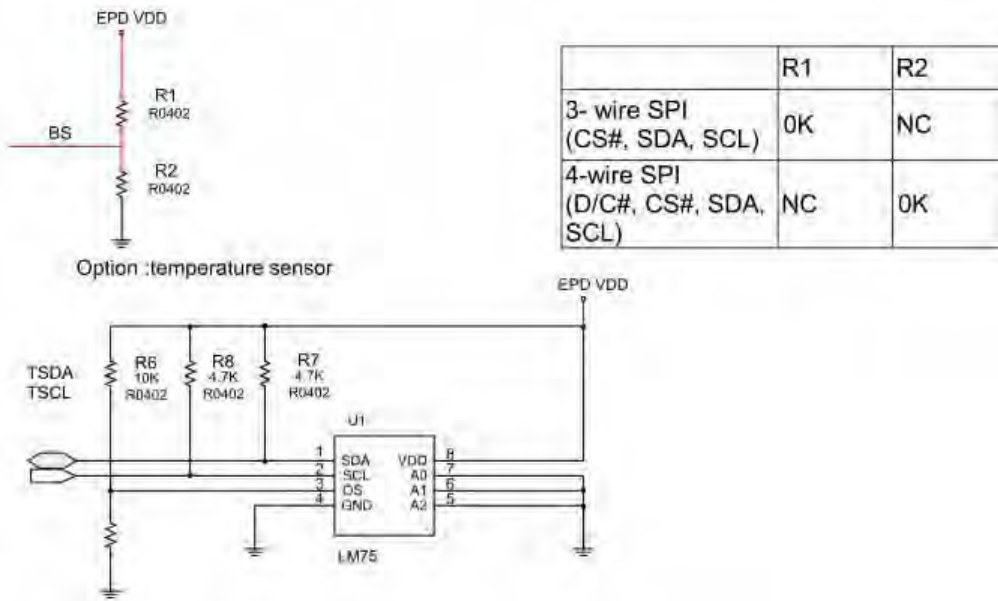 EPD VDD
R1
R0402
BS
R2
R0402
Option :temperature sensor
R1 R2
3- wire SPI
(CS#, SDA, SCL) 0K NC
4-wire SPI
(D/C#, CS#, SDA, NC 0K
SCL)
EPD VDD
TSDA
TSCL
R6
10K
R0402
R8
4.7K
R0402
R7
4.7K
R0402
U1
1 SDA VDD 8
2 SCL A0 7
3 OS A1 6
4 GND A2 5
LM75